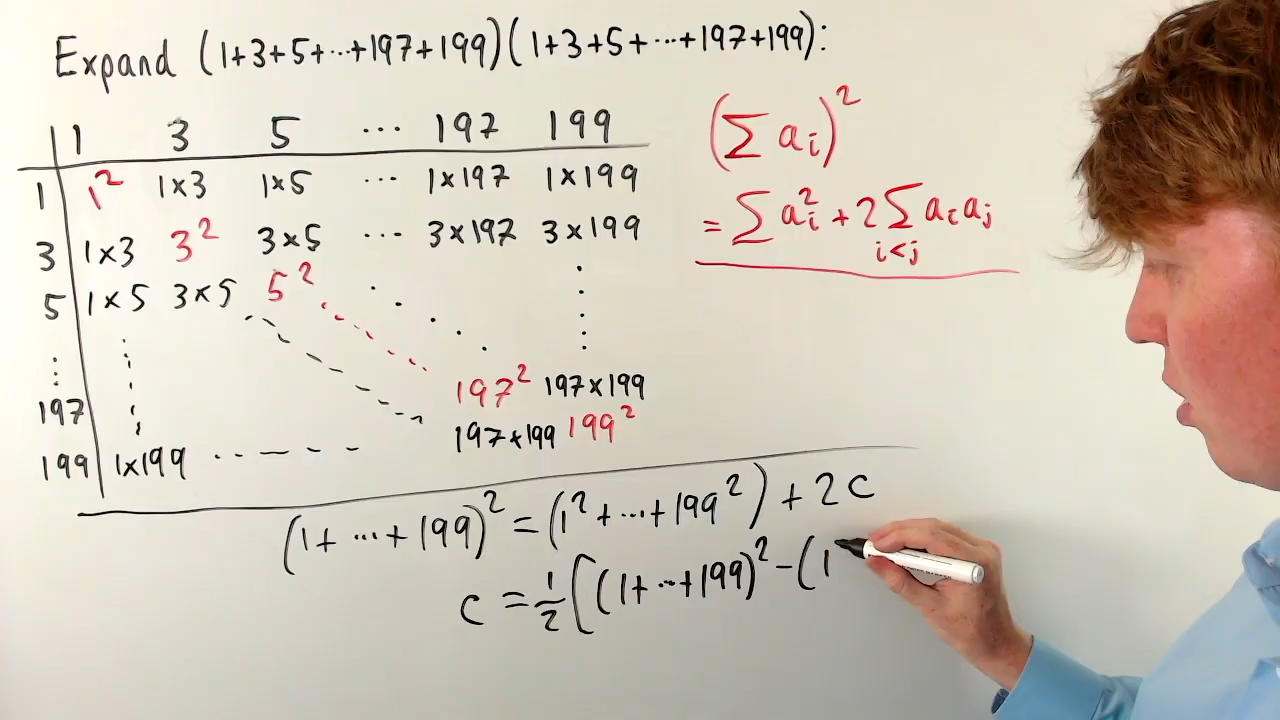 Expand (1+3+5+⋯+197+199)(1+3+5+⋯+197+199):
1 3 5 ⋯ 197 199
1 1² 1×3 1×5 ⋯ 1×197 1×199
3 1×3 3² 3×5 ⋯ 3×197 3×199
5 1×5 3×5 5²
197 197² 197×199
199 1×199 197×199 199²
(∑ aᵢ)²
= ∑ aᵢ² + 2∑ aᵢaⱼ
i<j
(1+⋯+199)² = (1²+⋯+199²) + 2c
c = 1/2 [(1+⋯+199)² − (1